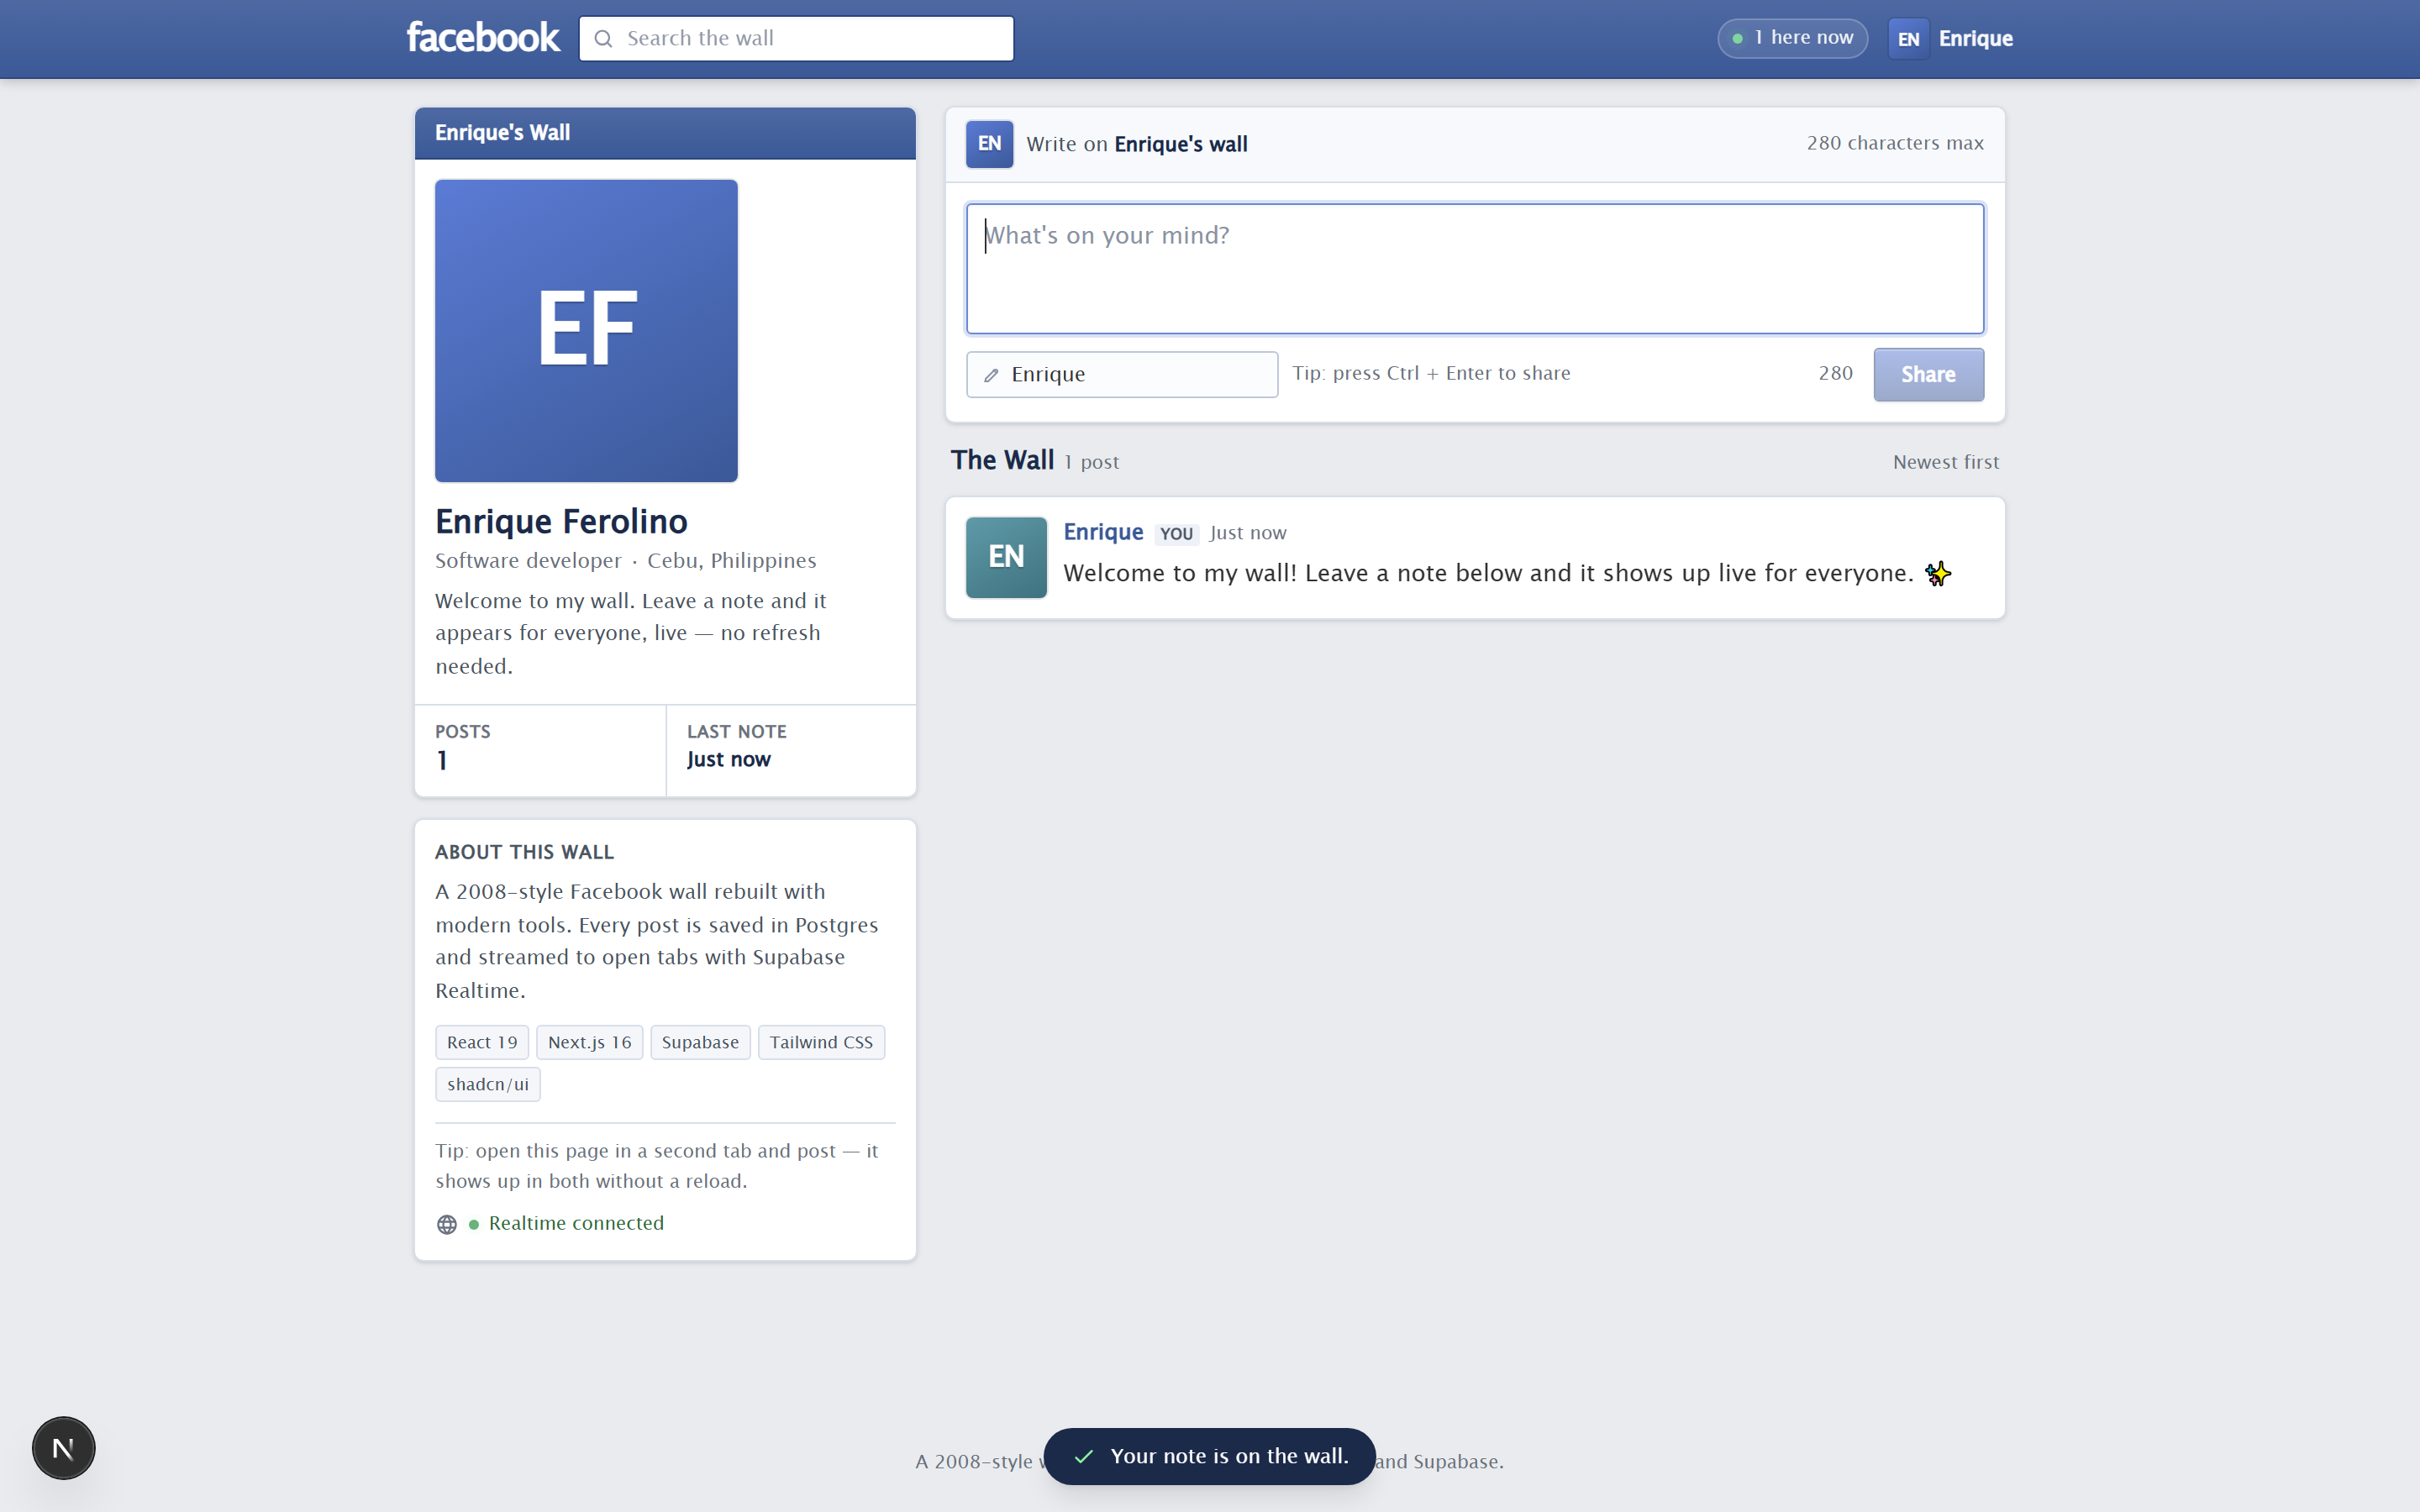 facebook
Search the wall
1 here now
EN
Enrique
Enrique's Wall
EF
Enrique Ferolino
Software developer · Cebu, Philippines
Welcome to my wall. Leave a note and it
appears for everyone, live — no refresh
needed.
POSTS
1
LAST NOTE
Just now
ABOUT THIS WALL
A 2008-style Facebook wall rebuilt with
modern tools. Every post is saved in Postgres
and streamed to open tabs with Supabase
Realtime.
React 19
Next.js 16
Supabase
Tailwind CSS
shadcn/ui
Tip: open this page in a second tab and post — it
shows up in both without a reload.
Realtime connected
EN
Write on Enrique's wall
280 characters max
What's on your mind?
Enrique
Tip: press Ctrl + Enter to share
280
Share
The Wall
1 post
Newest first
EN
Enrique YOU Just now
Welcome to my wall! Leave a note below and it shows up live for everyone. ✨
N
A 2008-style
Your note is on the wall.
and Supabase.